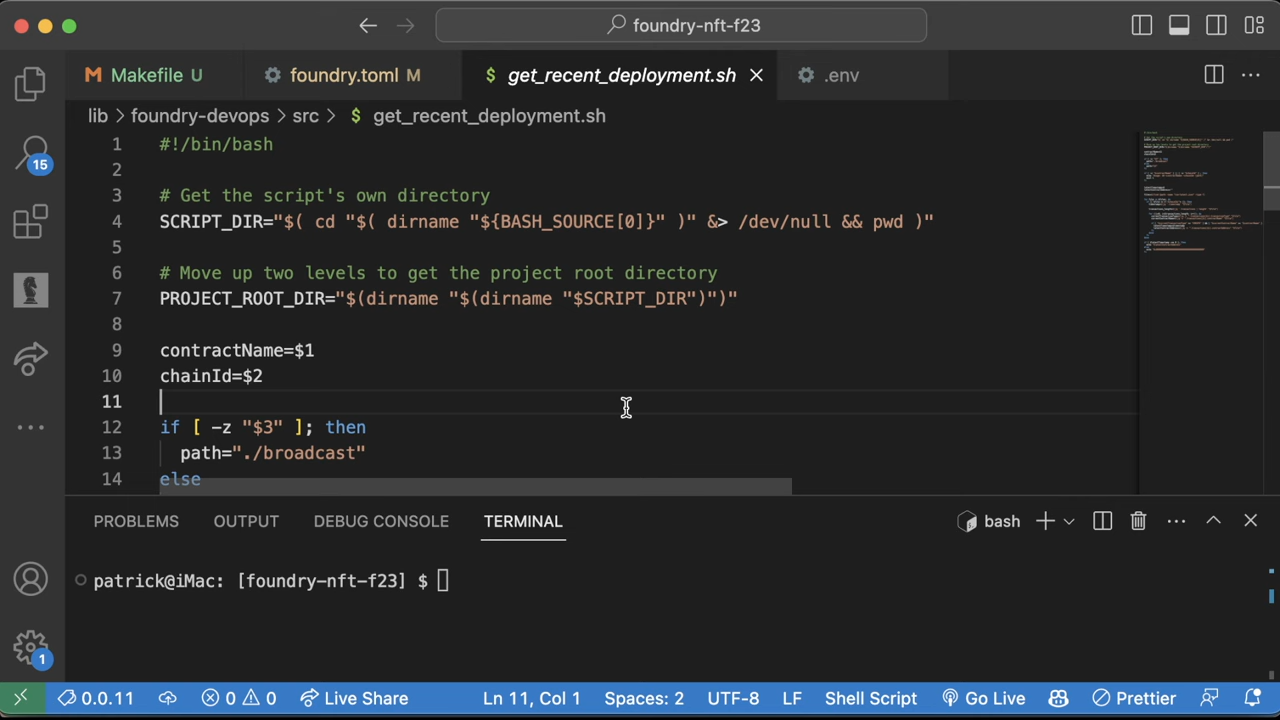 foundry-nft-f23
Makefile U
foundry.toml M
$ get_recent_deployment.sh
.env
lib > foundry-devops > src > $ get_recent_deployment.sh
15
1 #!/bin/bash
2
3 # Get the script's own directory
4 SCRIPT_DIR="$( cd "$( dirname "${BASH_SOURCE[0]}" )" &> /dev/null && pwd )"
5
6 # Move up two levels to get the project root directory
7 PROJECT_ROOT_DIR="$(dirname "$(dirname "$SCRIPT_DIR")")"
8
9 contractName=$1
10 chainId=$2
11
12 if [ -z "$3" ]; then
13 path="./broadcast"
14 else
PROBLEMS OUTPUT DEBUG CONSOLE TERMINAL
bash
patrick@iMac: [foundry-nft-f23] $
1
0.0.11 0 0 Live Share Ln 11, Col 1 Spaces: 2 UTF-8 LF Shell Script Go Live Prettier